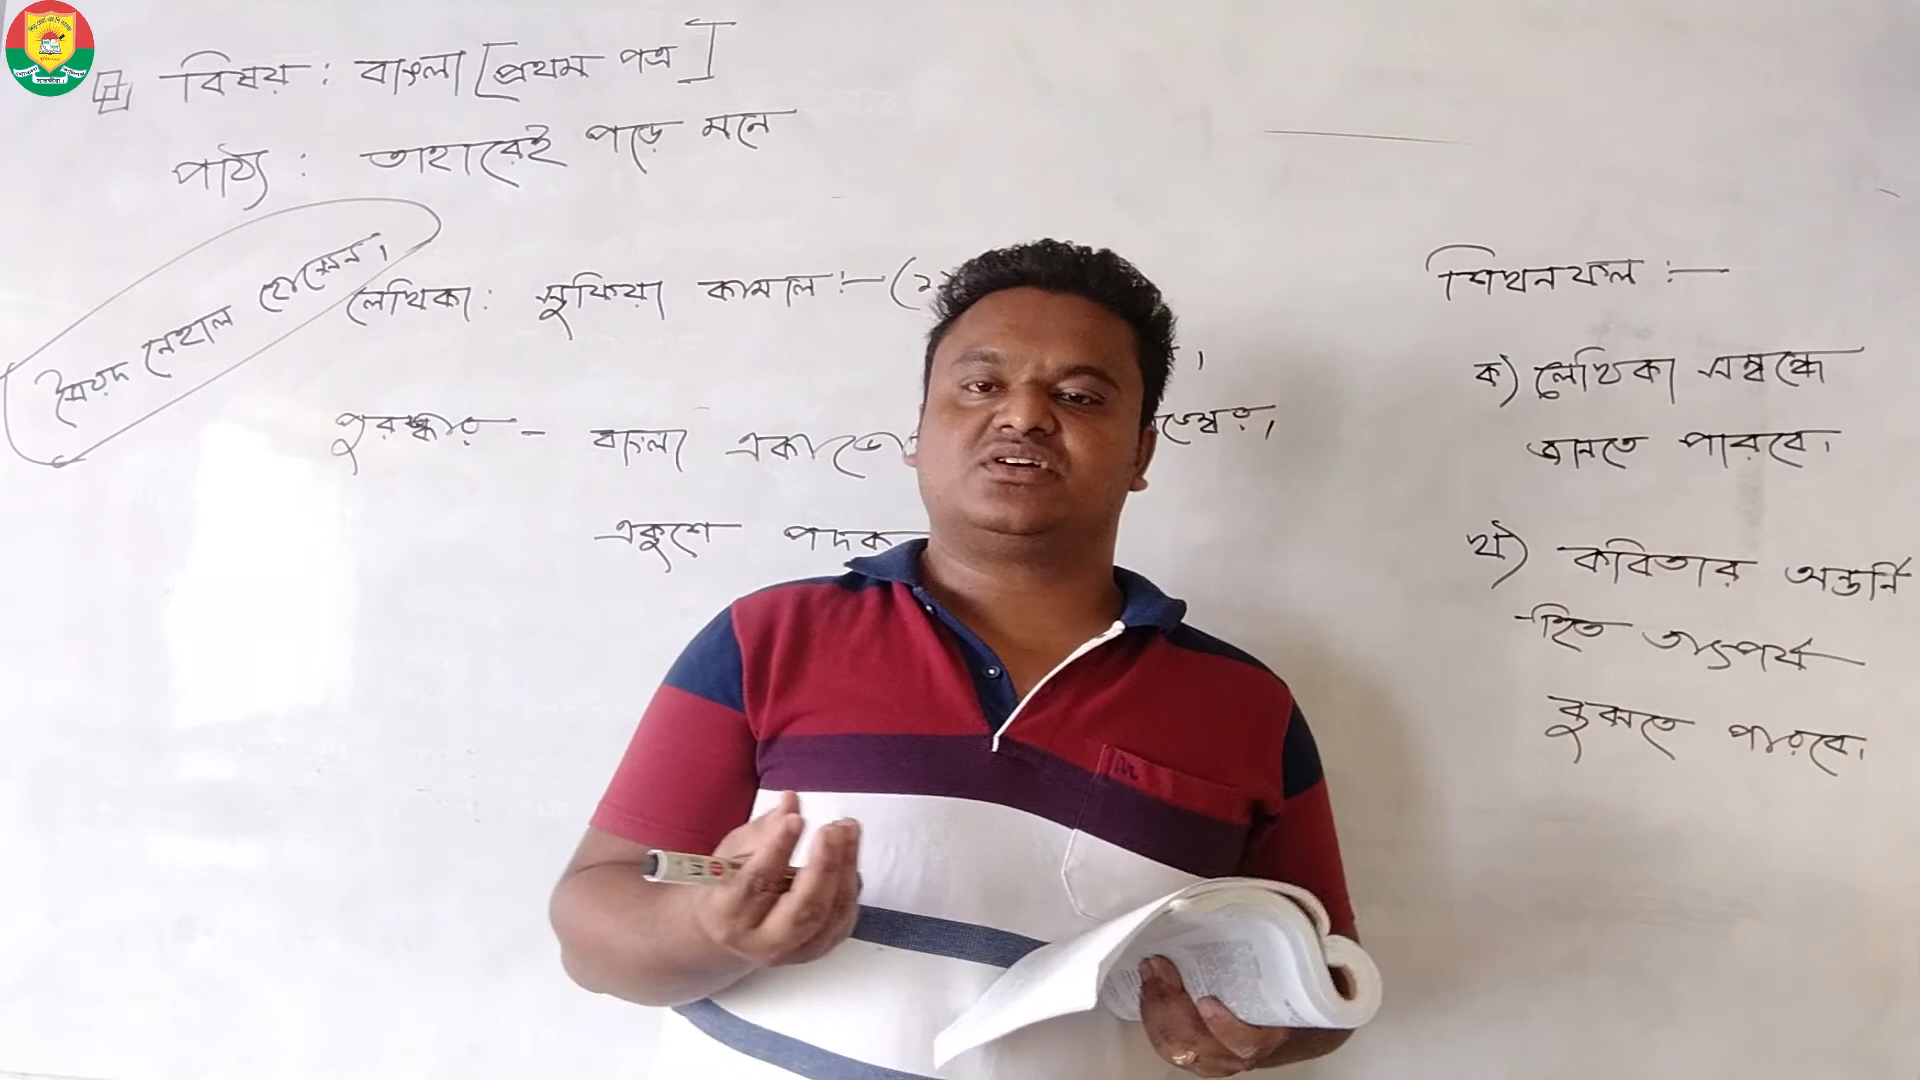 বিষয় : বাংলা [প্রথম পত্র]
পাঠ্য : তাহারেই পড়ে মনে
সৈয়দ নেহাল হোসেন।
লেখিকা : সুফিয়া কামাল :- (
পুরস্কার - বাংলা একাডে
একুশে পদক
শিখনফল :-
ক) লেখিকা সম্বন্ধে
জানতে পারবে।
খ) কবিতার অন্তর্নি
-হিত তাৎপর্য
বুঝতে পারবে।